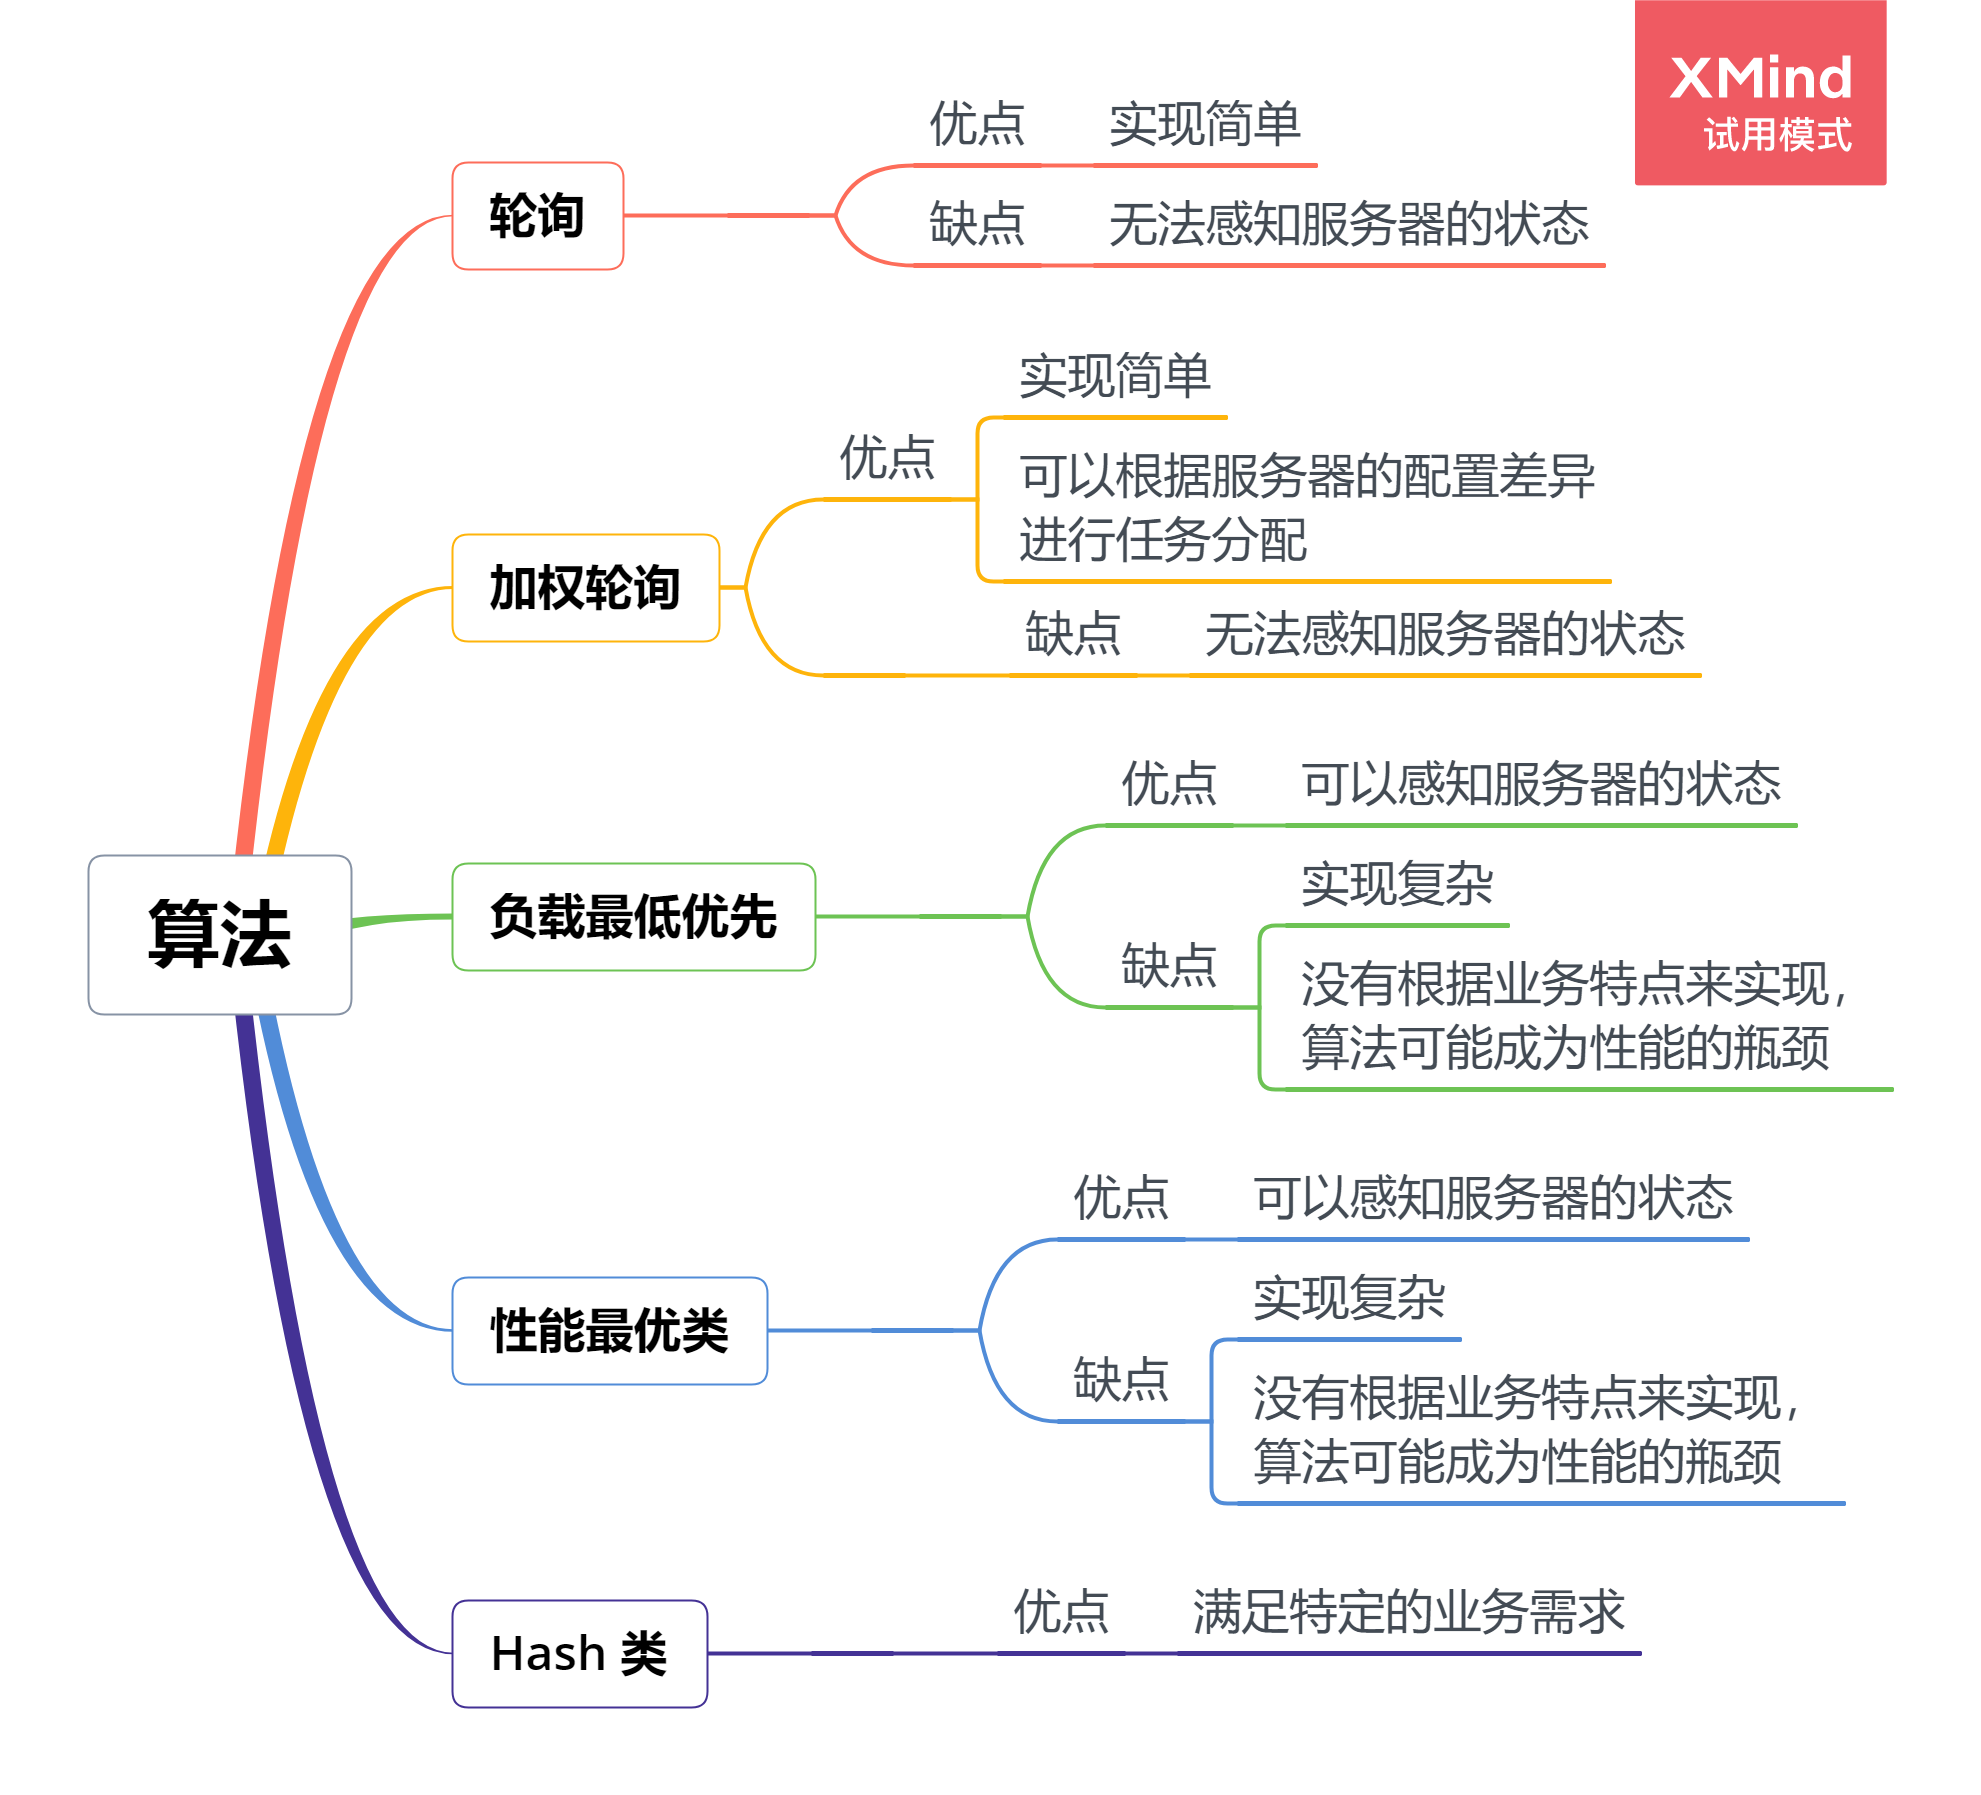 XMind
试用模式
算法
轮询
优点
实现简单
缺点
无法感知服务器的状态
加权轮询
优点
实现简单
可以根据服务器的配置差异
进行任务分配
缺点
无法感知服务器的状态
负载最低优先
优点
可以感知服务器的状态
缺点
实现复杂
没有根据业务特点来实现，
算法可能成为性能的瓶颈
性能最优类
优点
可以感知服务器的状态
缺点
实现复杂
没有根据业务特点来实现，
算法可能成为性能的瓶颈
Hash 类
优点
满足特定的业务需求